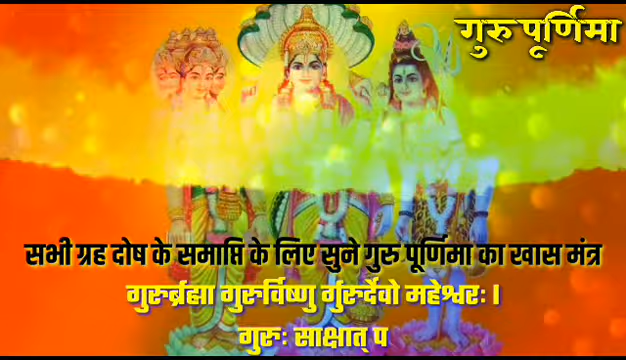 गुरु पूर्णिमा
सभी ग्रह दोष के समाप्ति के लिए सुने गुरु पूर्णिमा का खास मंत्र
गुरुर्ब्रह्मा गुरुर्विष्णु र्गुरुर्देवो महेश्वरः।
गुरुः साक्षात् प